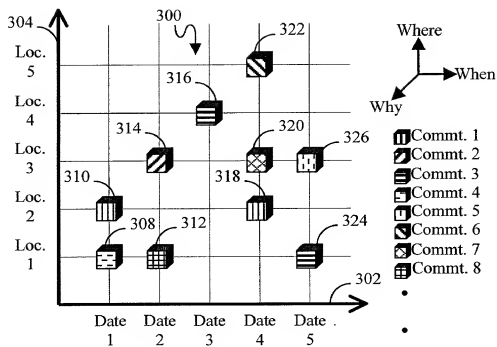 304
300
322
Where
When
Why
Loc.
5
316
Loc.
4
314
320
326
Loc.
3
310
318
Loc.
2
308
312
324
Loc.
1
302
Commt. 1
Commt. 2
Commt. 3
Commt. 4
Commt. 5
Commt. 6
Commt. 7
Commt. 8
Date Date Date Date Date
1 2 3 4 5